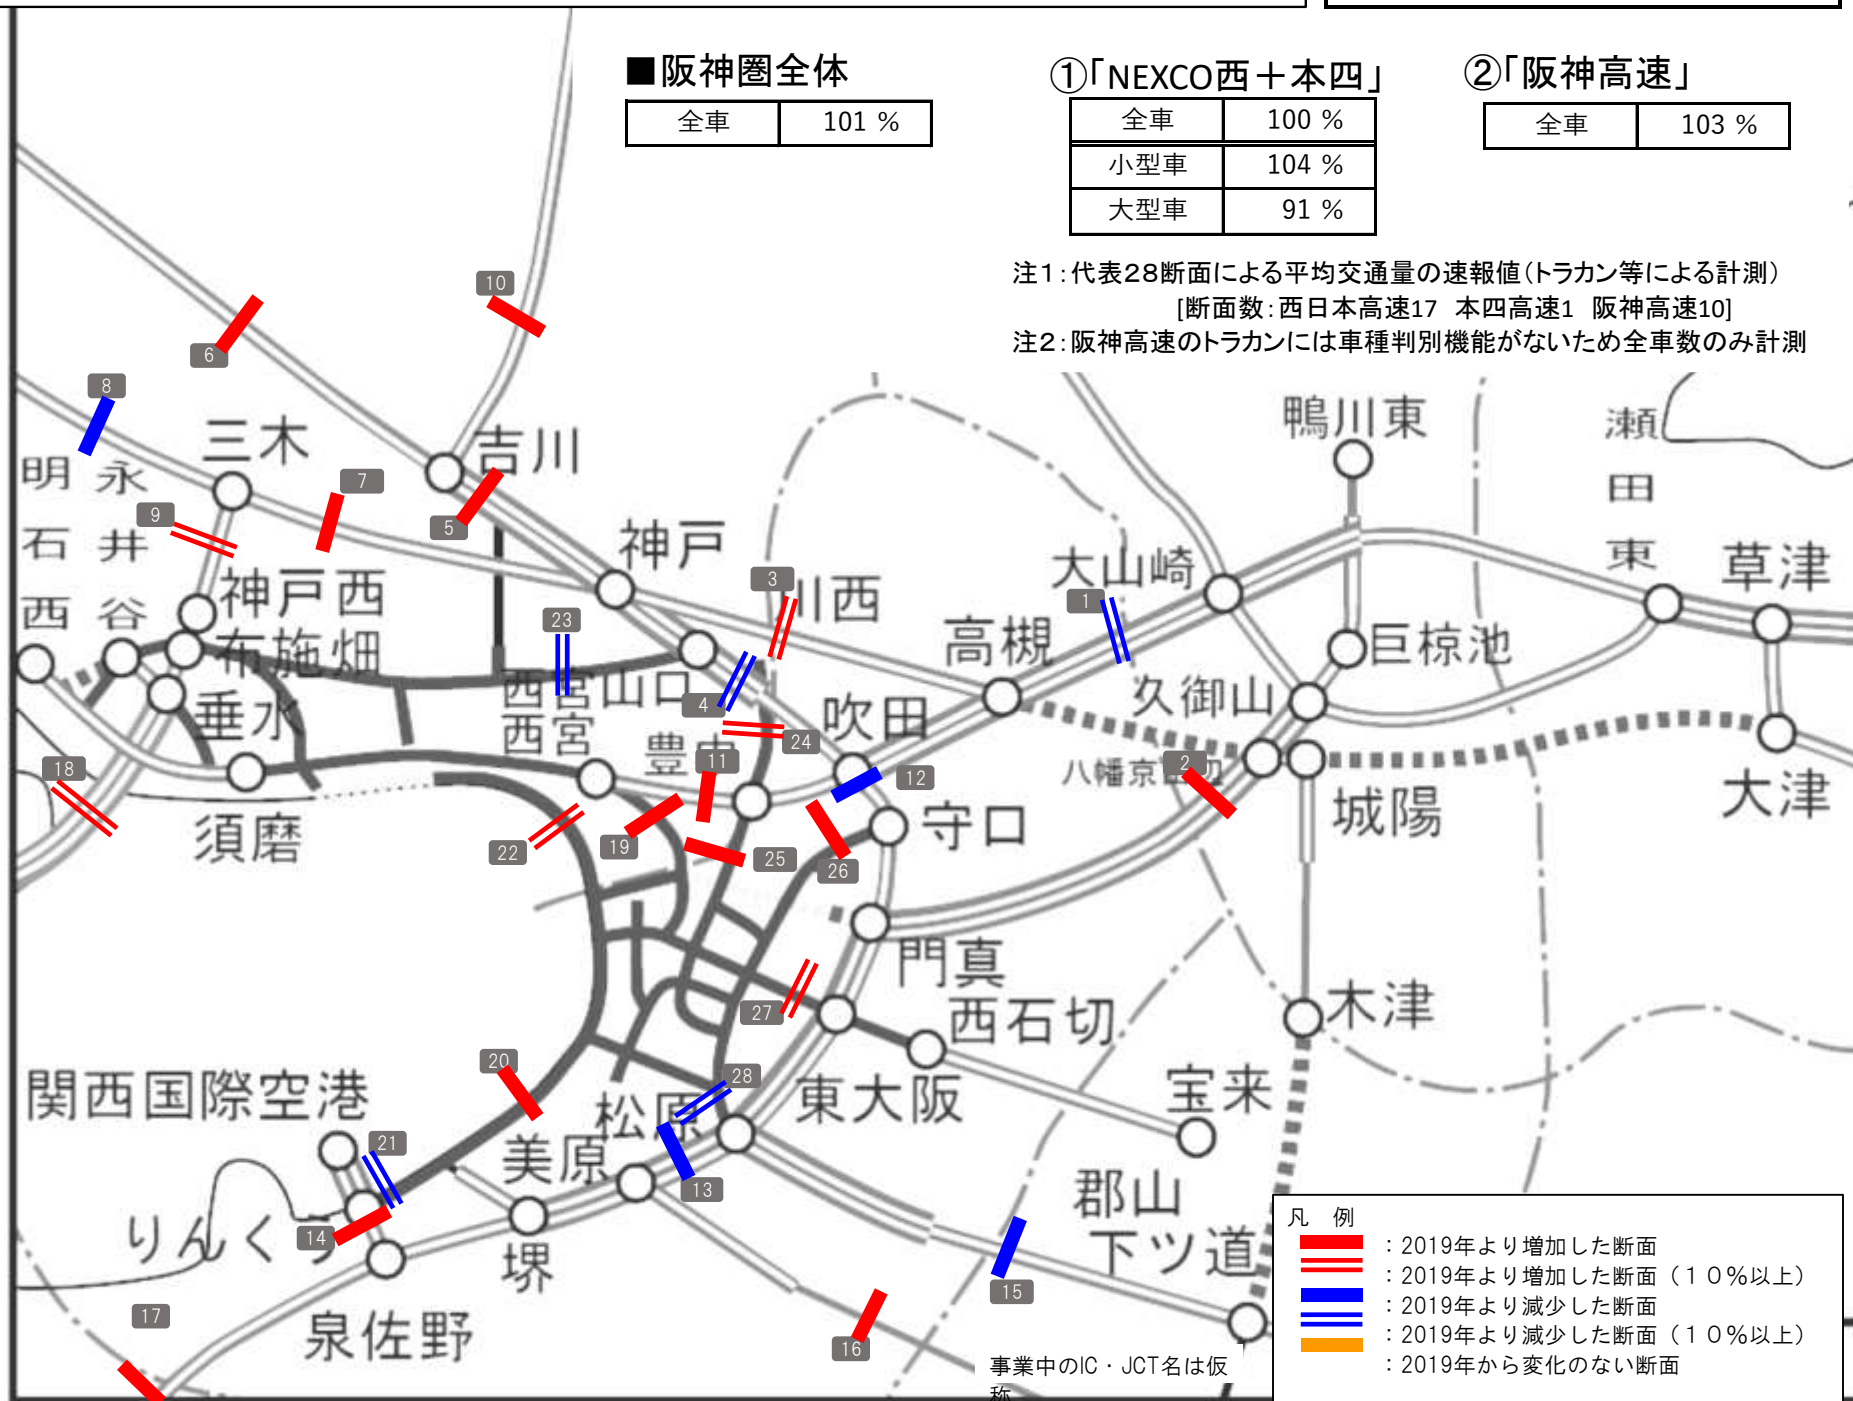 ■阪神圏全体
全車 101 %
①「NEXCO西＋本四」
全車 100 %
小型車 104 %
大型車 91 %
②「阪神高速」
全車 103 %
注１：代表２８断面による平均交通量の速報値（トラカン等による計測）
[断面数：西日本高速17 本四高速1 阪神高速10]
注２：阪神高速のトラカンには車種判別機能がないため全車数のみ計測
10
6
8
鴨川東
瀬田東
三木
吉川
明石西
永井谷
7
9
5
神戸
大山崎
草津
3
川西
1
神戸西
23
布施畑
高槻
巨椋池
西宮山口
4
久御山
垂水
西宮
吹田
24
豊中
11
18
12
八幡京田辺
2
大津
須磨
22
19
25
26
守口
城陽
門真
27
西石切
木津
20
28
関西国際空港
松原
東大阪
宝来
21
美原
13
郡山下ツ道
14
りんくう
堺
15
17
泉佐野
16
事業中のIC・JCT名は仮
称
凡 例
：2019年より増加した断面
：2019年より増加した断面（１０％以上）
：2019年より減少した断面
：2019年より減少した断面（１０％以上）
：2019年から変化のない断面